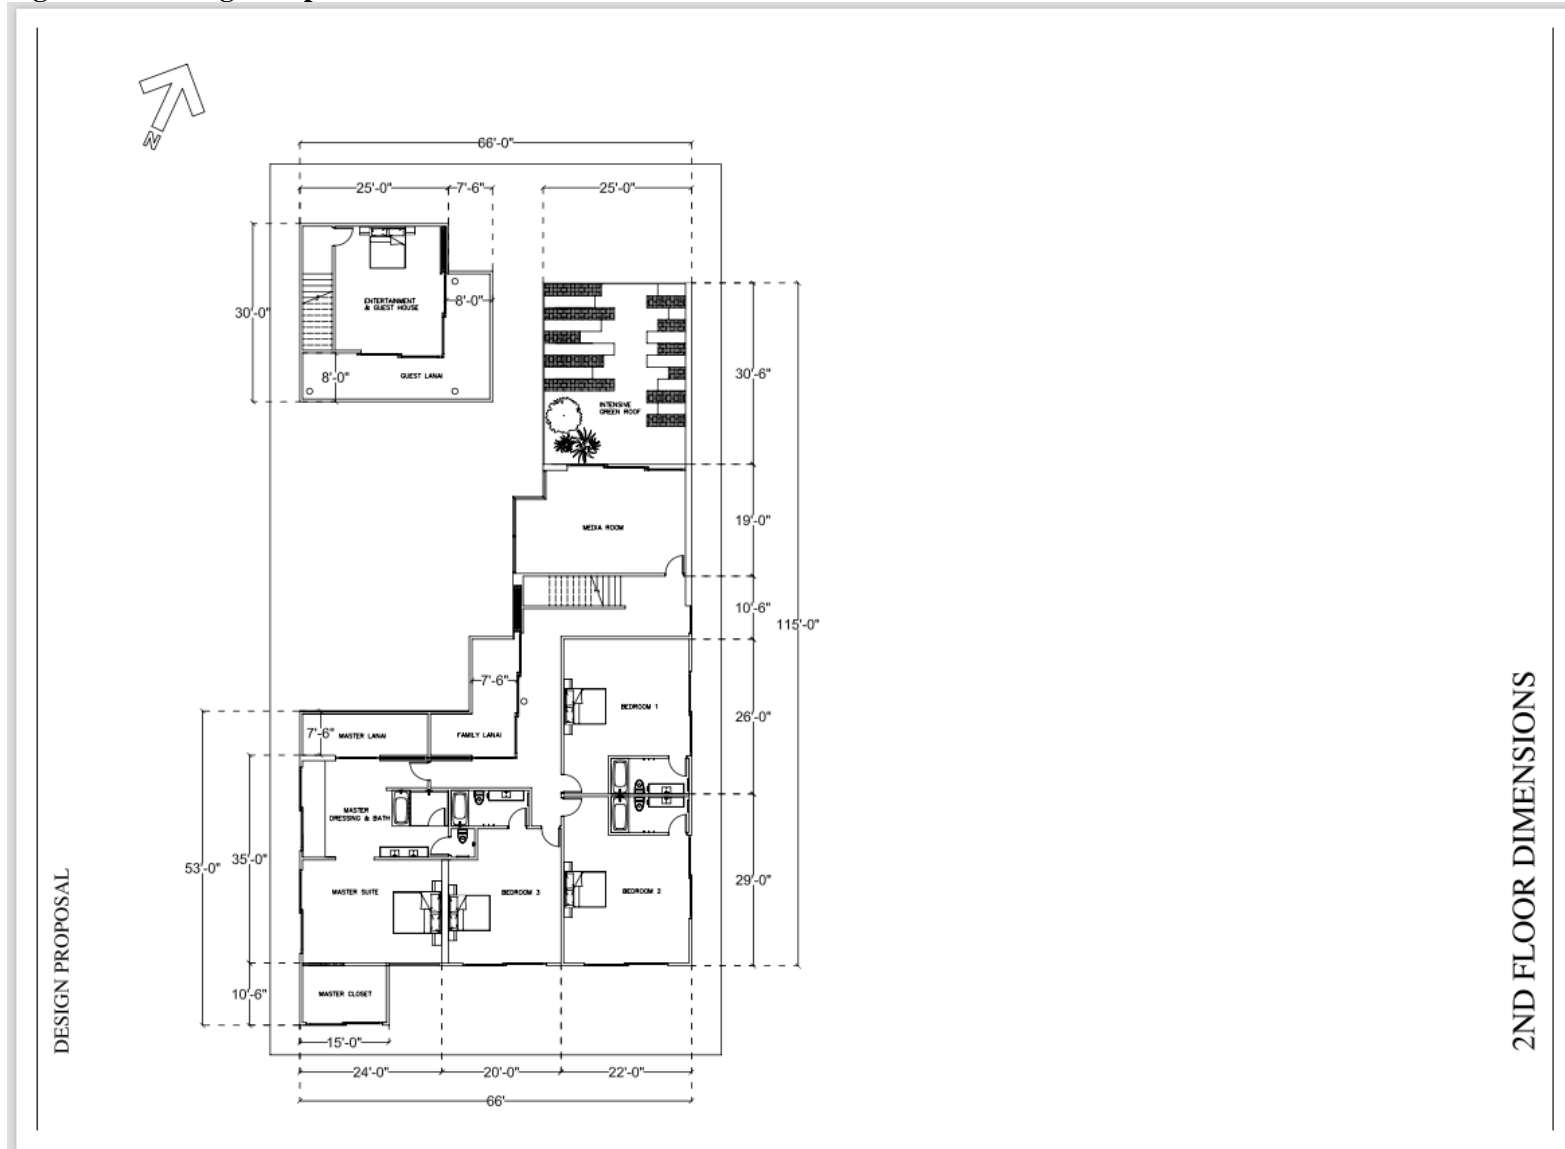 N
66'-0"
25'-0"
7'-6"
25'-0"
30'-0"
ENTERTAINMENT
& GUEST HOUSE
8'-0"
8'-0"
GUEST LANAI
30'-6"
INTENSIVE
GREEN ROOF
MEDIA ROOM
19'-0"
10'-6"
115'-0"
7'-6"
BEDROOM 1
26'-0"
7'-6"
MASTER LANAI
FAMILY LANAI
MASTER
DRESSING & BATH
53'-0"
35'-0"
MASTER SUITE
BEDROOM 3
BEDROOM 2
29'-0"
10'-6"
MASTER CLOSET
15'-0"
24'-0"
20'-0"
22'-0"
66'
DESIGN PROPOSAL
2ND FLOOR DIMENSIONS